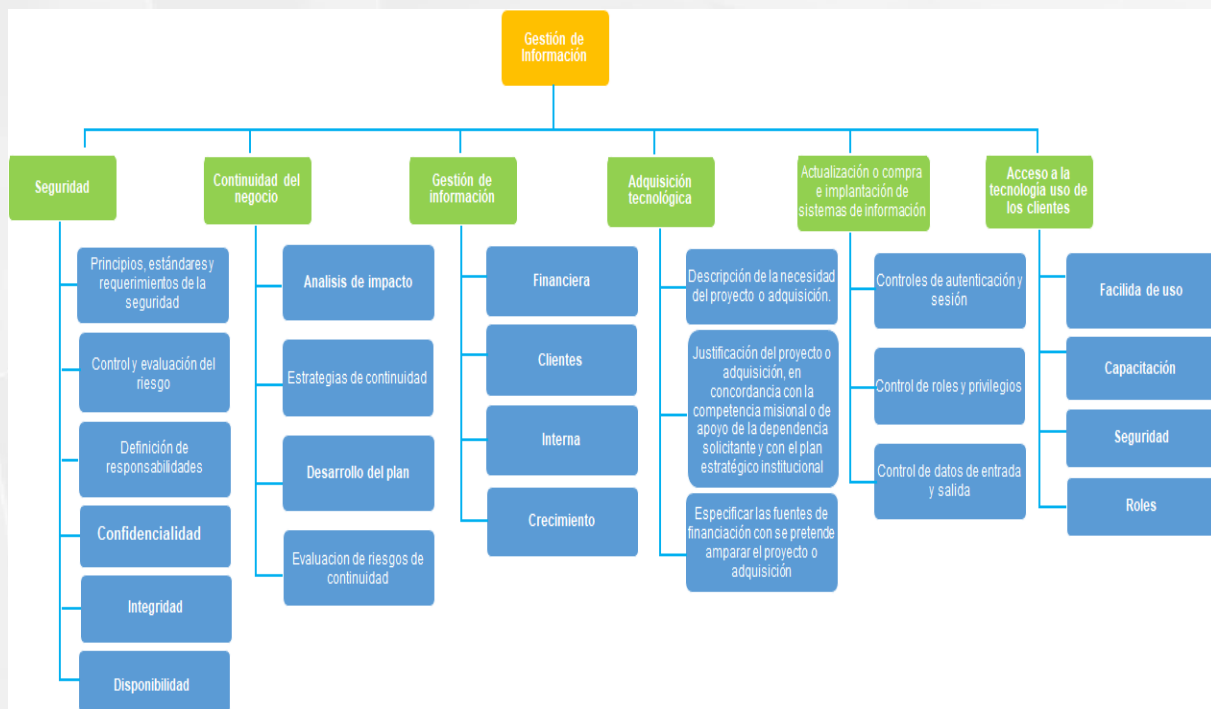 Gestión de
Información
Seguridad
Continuidad del
negocio
Gestión de
información
Adquisición
tecnológica
Actualización o compra
e implantación de
sistemas de información
Acceso a la
tecnología uso de
los clientes
Principios, estándares y
requerimientos de la
seguridad
Control y evaluación del
riesgo
Definición de
responsabilidades
Confidencialidad
Integridad
Disponibilidad
Analisis de impacto
Estrategias de continuidad
Desarrollo del plan
Evaluacion de riesgos de
continuidad
Financiera
Clientes
Interna
Crecimiento
Descripción de la necesidad
del proyecto o adquisición.
Justificación del proyecto o
adquisición, en
concordancia con la
competencia misional o de
apoyo de la dependencia
solicitante y con el plan
estratégico institucional
Especificar las fuentes de
financiación con se pretende
amparar el proyecto o
adquisición
Controles de autenticación y
sesión
Control de roles y privilegios
Control de datos de entrada
y salida
Facilida de uso
Capacitación
Seguridad
Roles